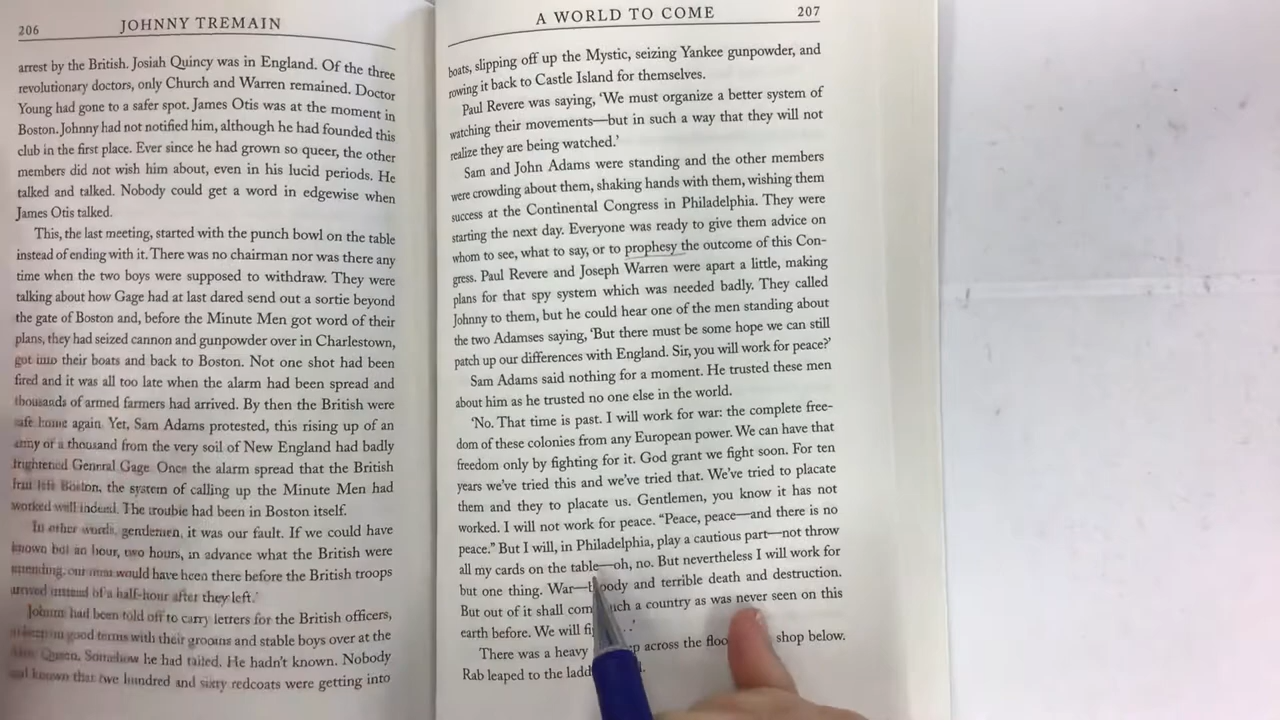 206
JOHNNY TREMAIN
arrest by the British. Josiah Quincy was in England. Of the three
revolutionary doctors, only Church and Warren remained. Doctor
Young had gone to a safer spot. James Otis was at the moment in
Boston. Johnny had not notified him, although he had founded this
club in the first place. Ever since he had grown so queer, the other
members did not wish him about, even in his lucid periods. He
talked and talked. Nobody could get a word in edgewise when
James Otis talked.
This, the last meeting, started with the punch bowl on the table
instead of ending with it. There was no chairman nor was there any
time when the two boys were supposed to withdraw. They were
talking about how Gage had at last dared send out a sortie beyond
the gate of Boston and, before the Minute Men got word of their
plans, they had seized cannon and gunpowder over in Charlestown,
got into their boats and back to Boston. Not one shot had been
fired and it was all too late when the alarm had been spread and
thousands of armed farmers had arrived. By then the British were
safe home again. Yet, Sam Adams protested, this rising up of an
army of a thousand from the very soil of New England had badly
frightened General Gage. Once the alarm spread that the British
had left Boston, the system of calling up the Minute Men had
worked well indeed. The trouble had been in Boston itself.
'In other words, gentlemen, it was our fault. If we could have
known but an hour, two hours, in advance what the British were
intending, our men would have been there before the British troops
arrived instead of a half-hour after they left.'
Johnny had been told off to carry letters for the British officers,
to keep on good terms with their grooms and stable boys over at the
Afric Queen. Somehow he had failed. He hadn't known. Nobody
had known that two hundred and sixty redcoats were getting into
A WORLD TO COME
207
boats, slipping off up the Mystic, seizing Yankee gunpowder, and
rowing it back to Castle Island for themselves.
Paul Revere was saying, 'We must organize a better system of
watching their movements—but in such a way that they will not
realize they are being watched.'
Sam and John Adams were standing and the other members
were crowding about them, shaking hands with them, wishing them
success at the Continental Congress in Philadelphia. They were
starting the next day. Everyone was ready to give them advice on
whom to see, what to say, or to prophesy the outcome of this Con-
gress. Paul Revere and Joseph Warren were apart a little, making
plans for that spy system which was needed badly. They called
Johnny to them, but he could hear one of the men standing about
the two Adamses saying, 'But there must be some hope we can still
patch up our differences with England. Sir, you will work for peace?'
Sam Adams said nothing for a moment. He trusted these men
about him as he trusted no one else in the world.
'No. That time is past. I will work for war: the complete free-
dom of these colonies from any European power. We can have that
freedom only by fighting for it. God grant we fight soon. For ten
years we've tried this and we've tried that. We've tried to placate
them and they to placate us. Gentlemen, you know it has not
worked. I will not work for peace. "Peace, peace—and there is no
peace." But I will, in Philadelphia, play a cautious part—not throw
all my cards on the table—oh, no. But nevertheless I will work for
but one thing. War—bloody and terrible death and destruction.
But out of it shall com such a country as was never seen on this
earth before. We will fi
There was a heavy across the floo shop below.
Rab leaped to the ladd